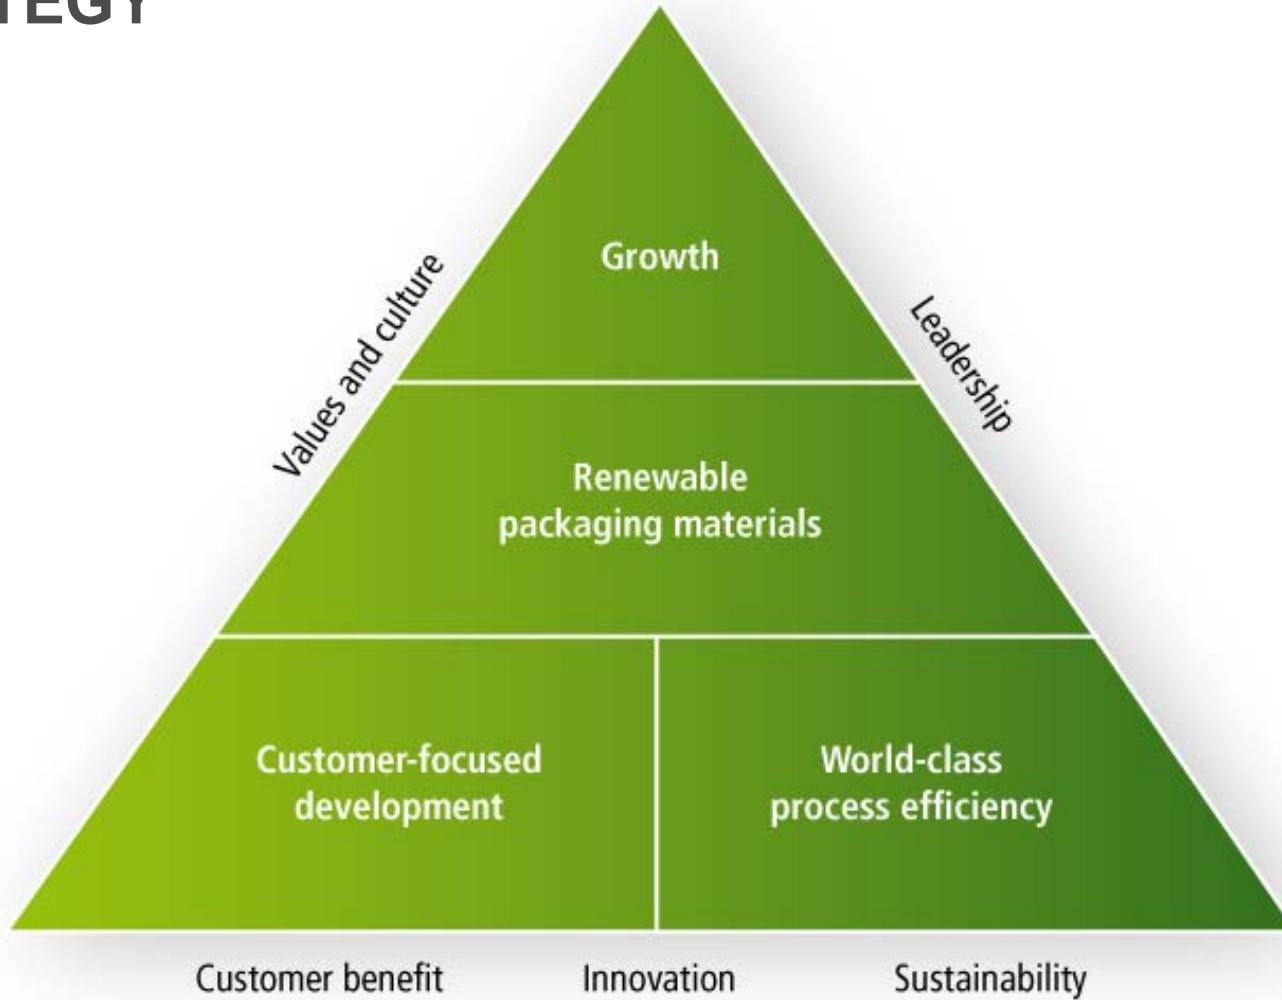 TEGY
Growth
Values and culture
Leadership
Renewable
packaging materials
Customer-focused
development
World-class
process efficiency
Customer benefit
Innovation
Sustainability